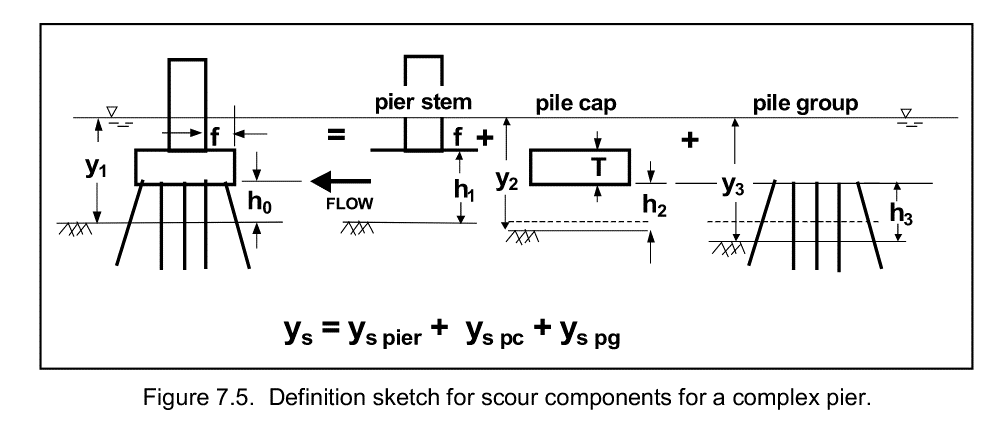 pier stem pile cap pile group
f = f + +
y1 h0 FLOW h1 y2 T h2 y3 h3
ys = ys pier + ys pc + ys pg
Figure 7.5. Definition sketch for scour components for a complex pier.